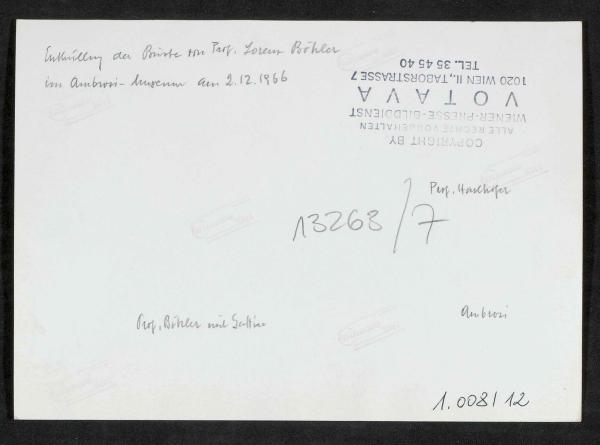 Enthüllung der Büste von Prof. Lorenz Böhler
im Ambrosi-Museum am 2.12.1966
COPYRIGHT BY
ALLE RECHTE VORBEHALTEN
WIENER-PRESSE-BILDDIENST
VOTAVA
1020 WIEN II., TABORSTRASSE 7
TEL. 35 45 40
Prof.
13268/7
Prof. Böhler mit Gattin
Ambrosi
1.008/12